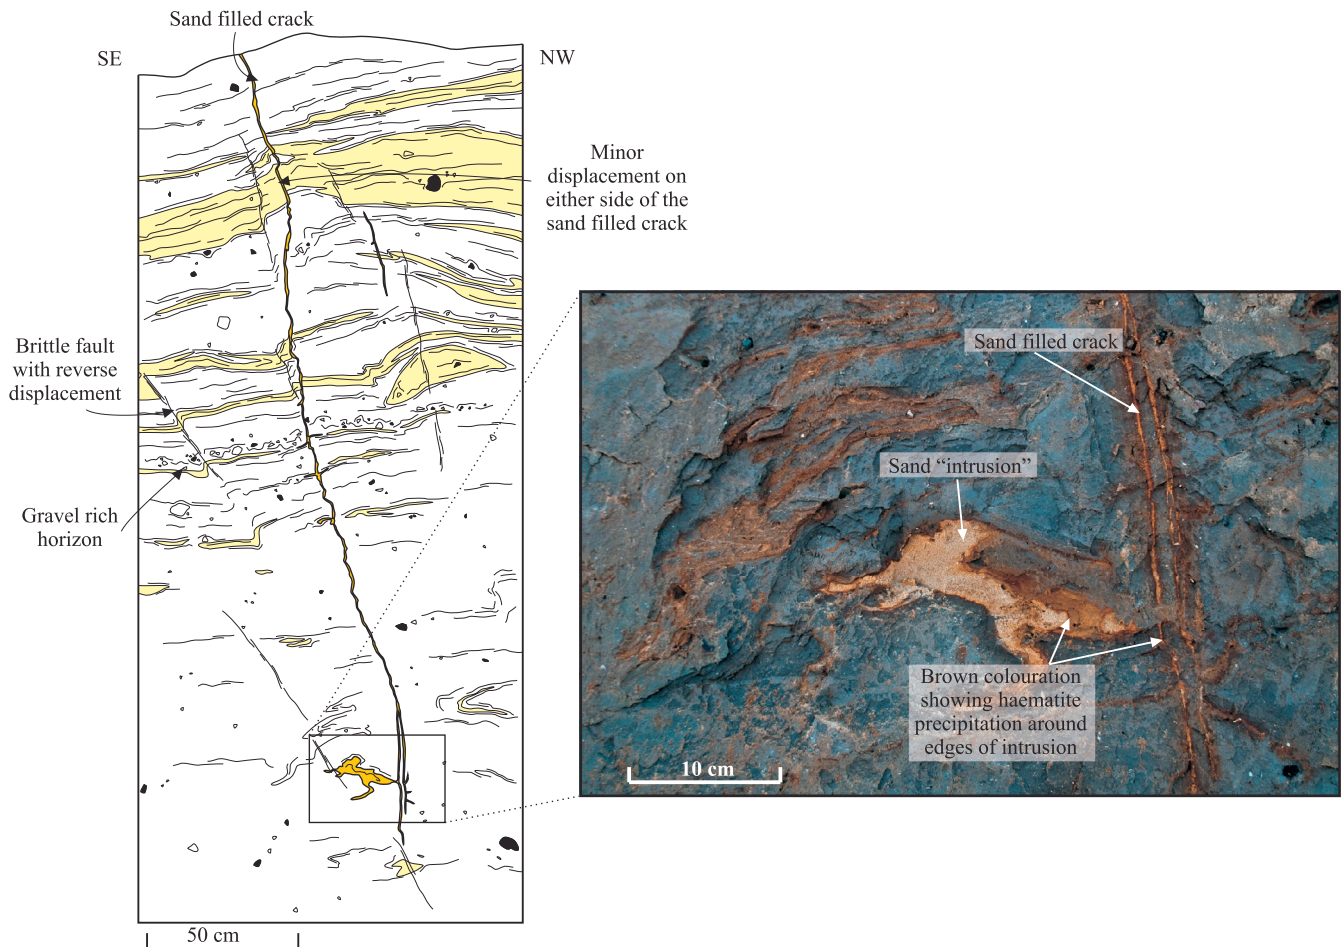 Sand filled crack
SE
NW
Minor
displacement on
either side of the
sand filled crack
Brittle fault
with reverse
displacement
Gravel rich
horizon
50 cm
Sand filled crack
Sand “intrusion”
Brown colouration
showing haematite
precipitation around
edges of intrusion
10 cm